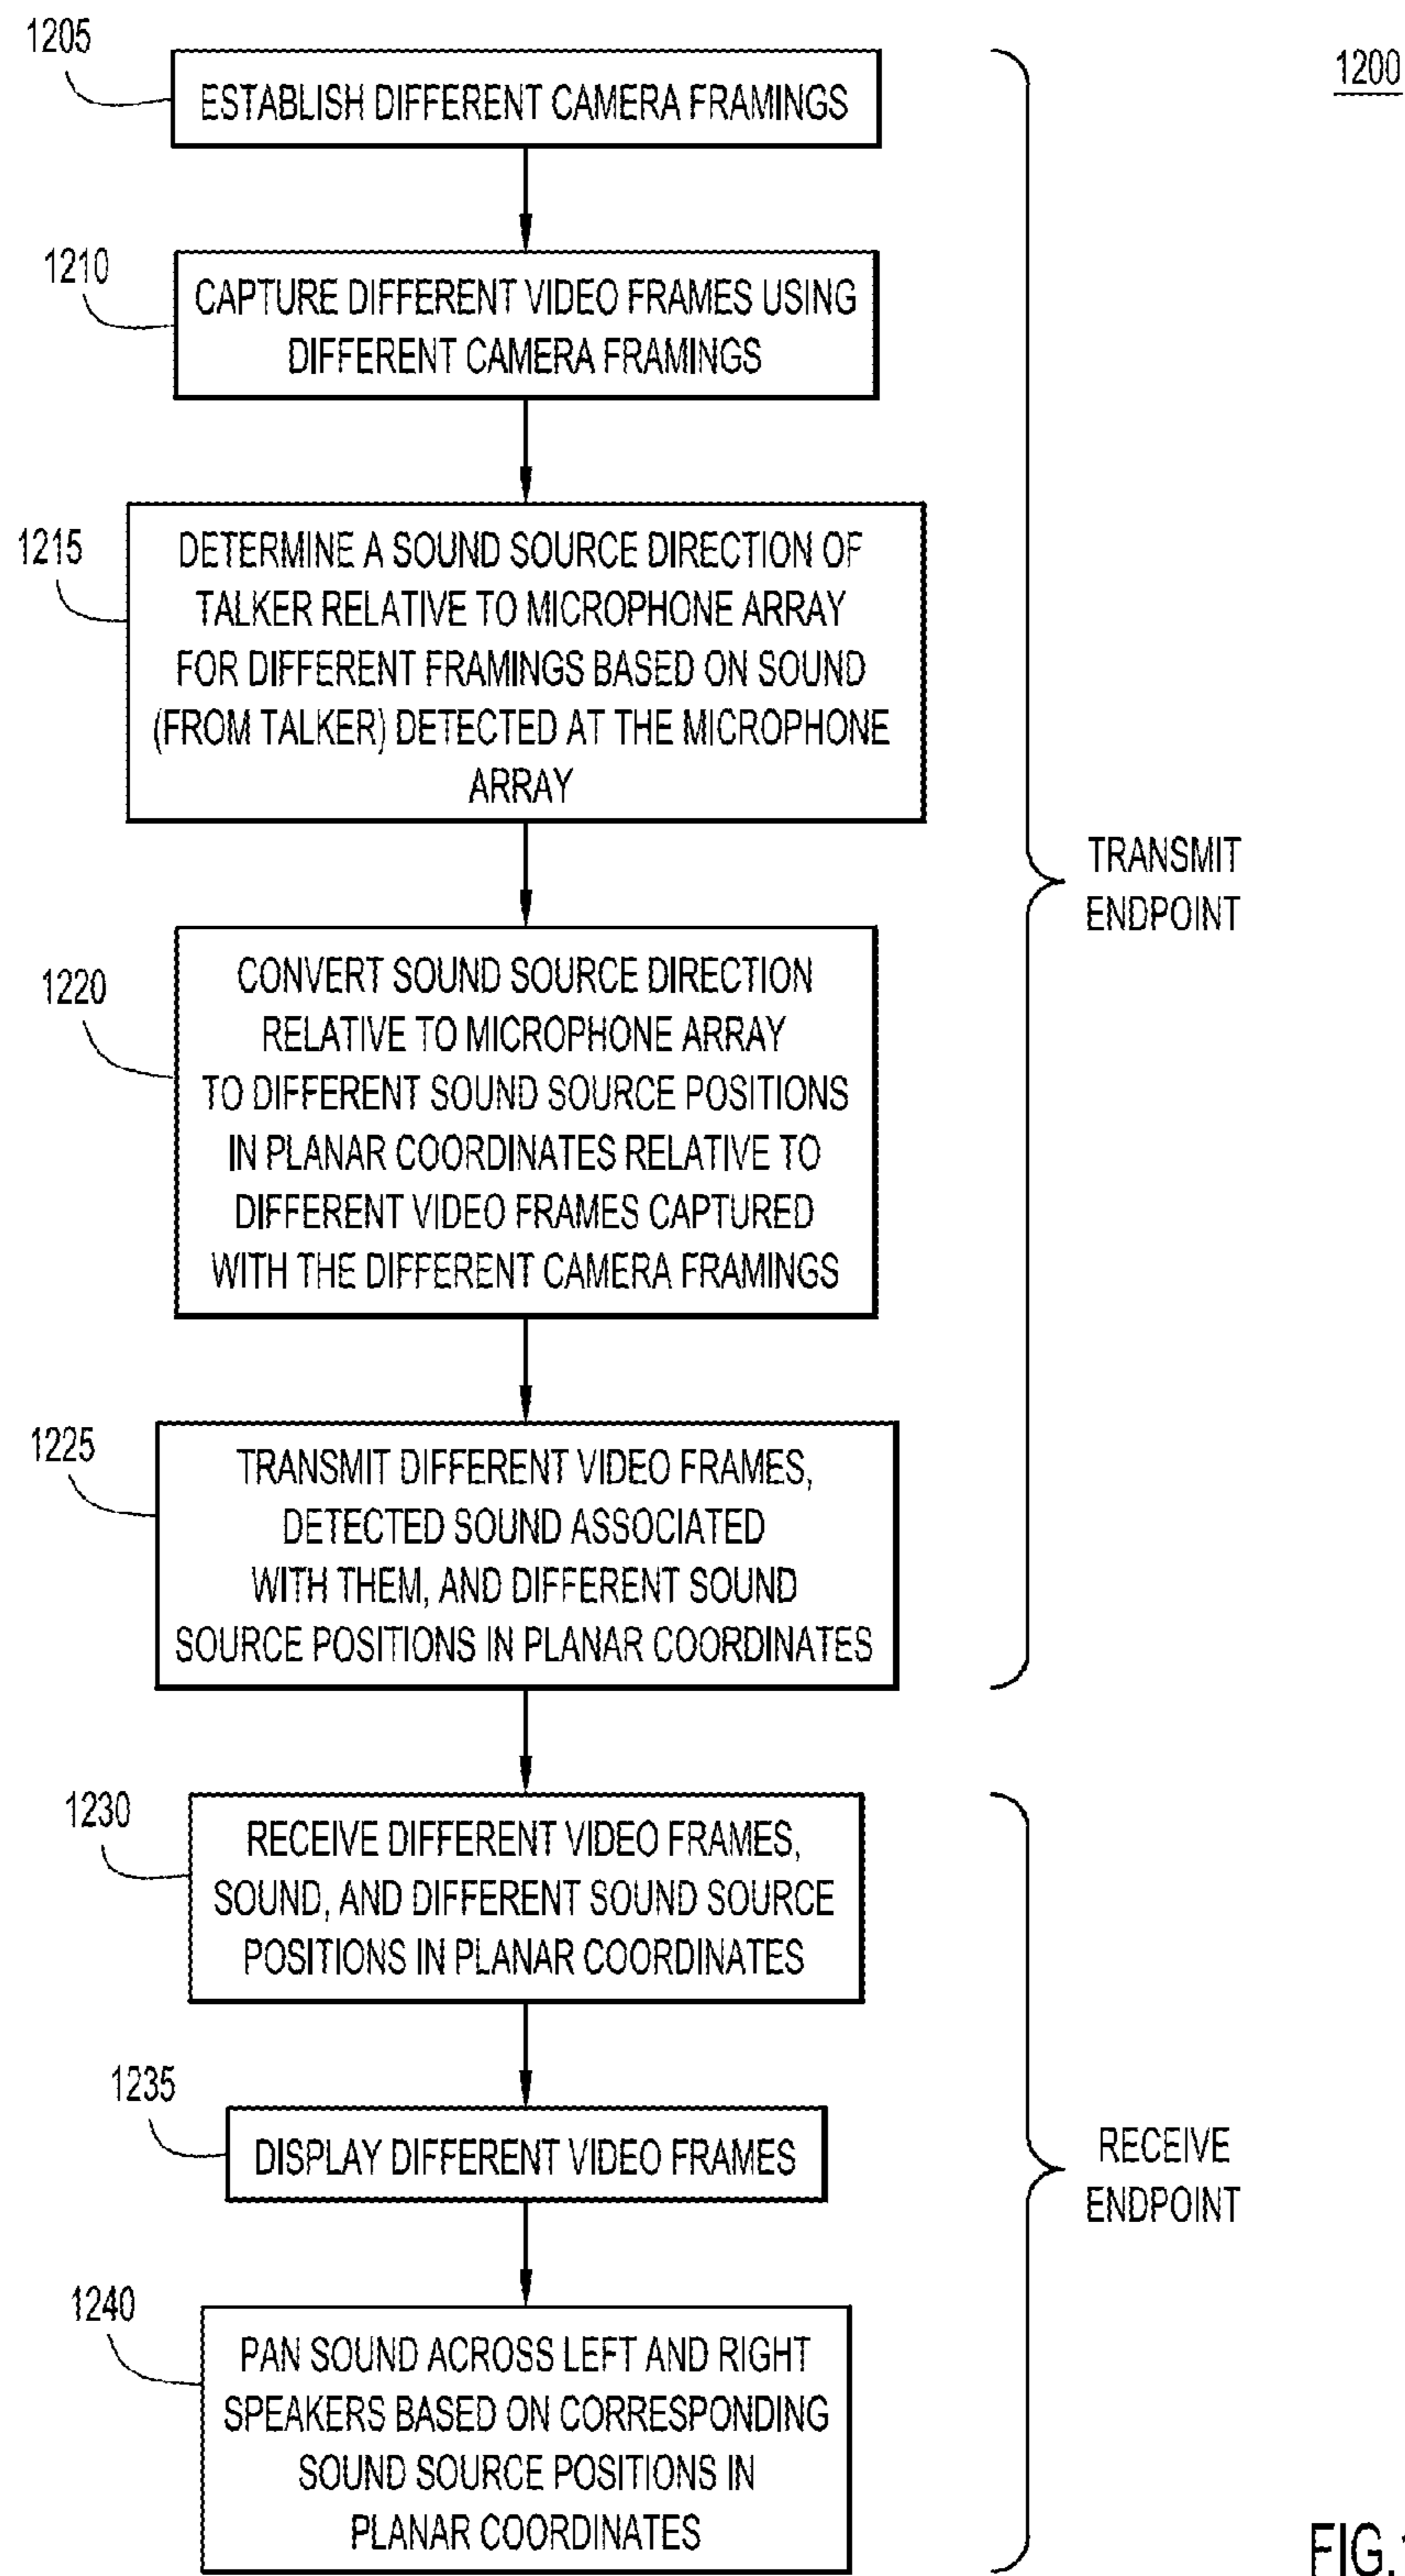 1200
1205
ESTABLISH DIFFERENT CAMERA FRAMINGS
1210
CAPTURE DIFFERENT VIDEO FRAMES USING
DIFFERENT CAMERA FRAMINGS
1215
DETERMINE A SOUND SOURCE DIRECTION OF
TALKER RELATIVE TO MICROPHONE ARRAY
FOR DIFFERENT FRAMINGS BASED ON SOUND
(FROM TALKER) DETECTED AT THE MICROPHONE
ARRAY
TRANSMIT
ENDPOINT
1220
CONVERT SOUND SOURCE DIRECTION
RELATIVE TO MICROPHONE ARRAY
TO DIFFERENT SOUND SOURCE POSITIONS
IN PLANAR COORDINATES RELATIVE TO
DIFFERENT VIDEO FRAMES CAPTURED
WITH THE DIFFERENT CAMERA FRAMINGS
1225
TRANSMIT DIFFERENT VIDEO FRAMES,
DETECTED SOUND ASSOCIATED
WITH THEM, AND DIFFERENT SOUND
SOURCE POSITIONS IN PLANAR COORDINATES
1230
RECEIVE DIFFERENT VIDEO FRAMES,
SOUND, AND DIFFERENT SOUND SOURCE
POSITIONS IN PLANAR COORDINATES
1235
DISPLAY DIFFERENT VIDEO FRAMES
RECEIVE
ENDPOINT
1240
PAN SOUND ACROSS LEFT AND RIGHT
SPEAKERS BASED ON CORRESPONDING
SOUND SOURCE POSITIONS IN
PLANAR COORDINATES
FIG.